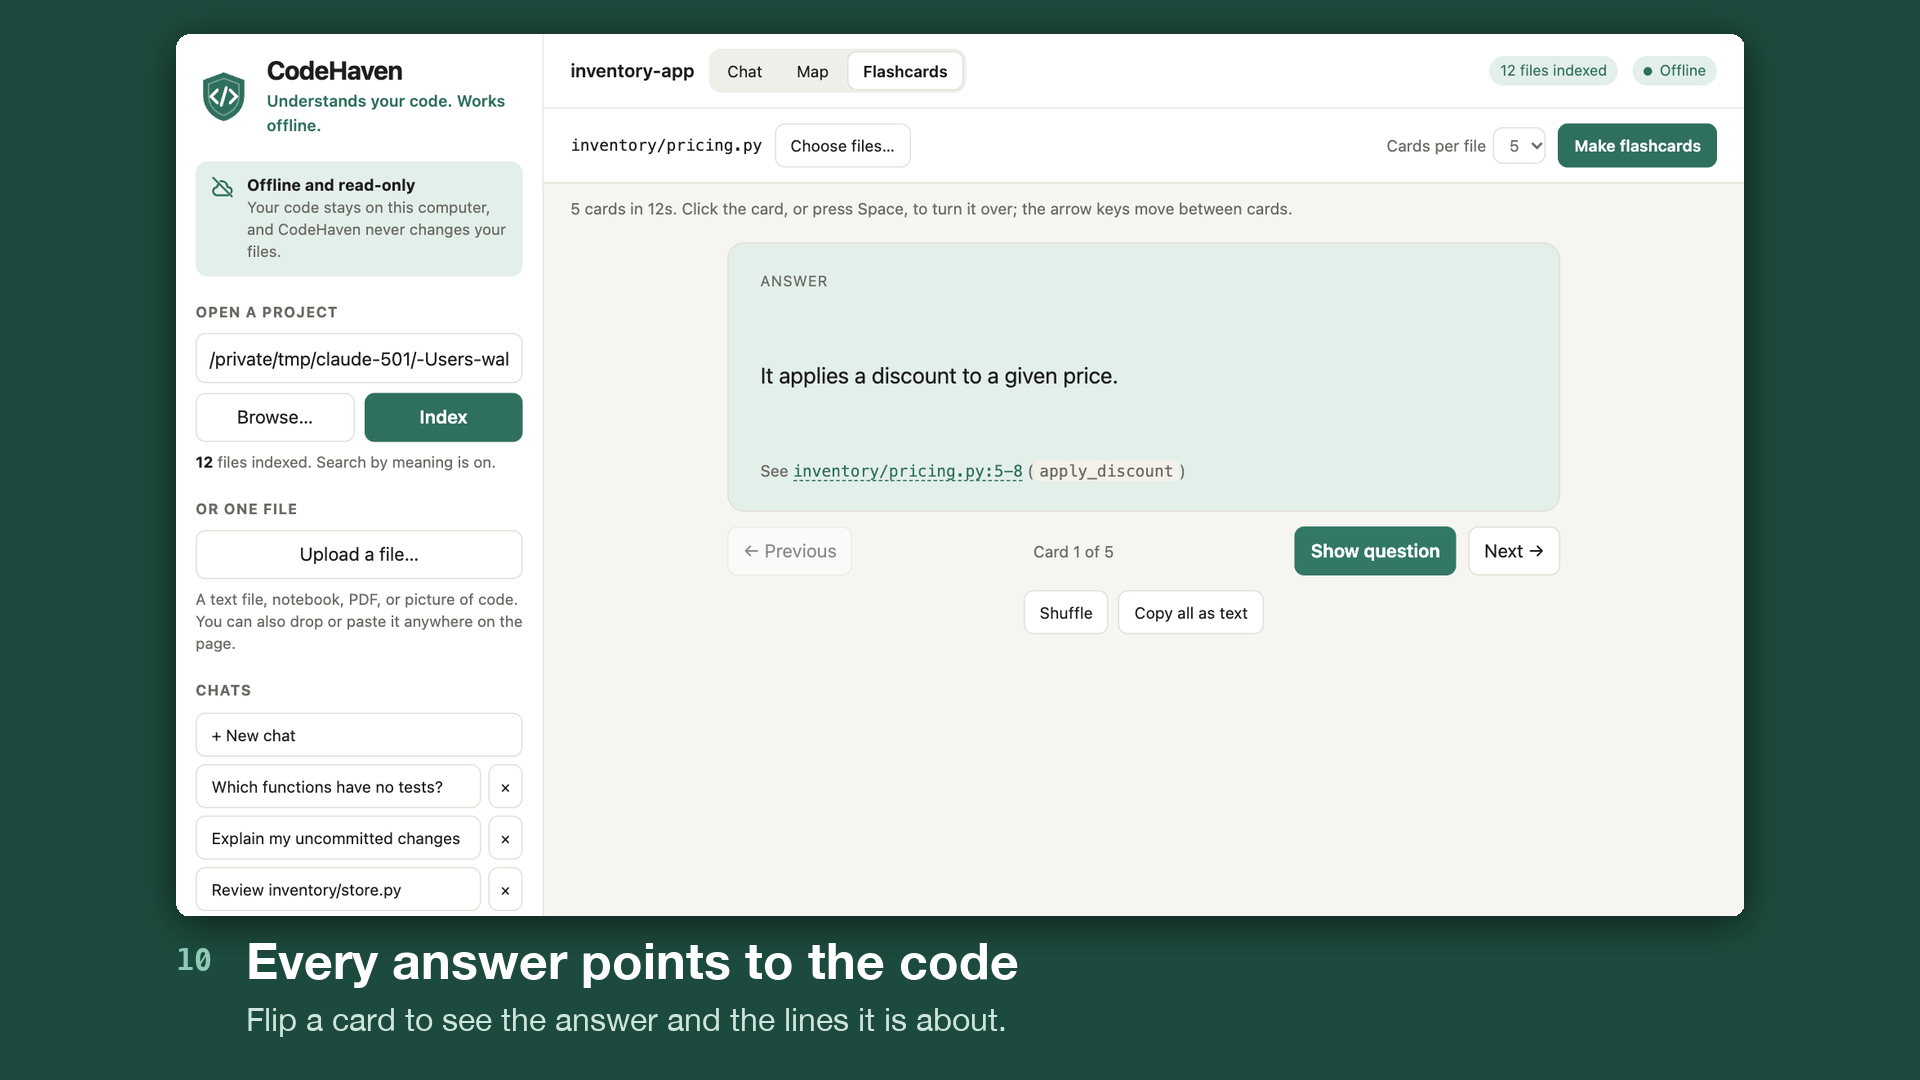 CodeHaven
Understands your code. Works
offline.
Offline and read-only
Your code stays on this computer,
and CodeHaven never changes your
files.
OPEN A PROJECT
/private/tmp/claude-501/-Users-wal
Browse...
Index
12 files indexed. Search by meaning is on.
OR ONE FILE
Upload a file...
A text file, notebook, PDF, or picture of code.
You can also drop or paste it anywhere on the
page.
CHATS
+ New chat
Which functions have no tests?
×
Explain my uncommitted changes
×
Review inventory/store.py
×
inventory-app
Chat
Map
Flashcards
12 files indexed
● Offline
inventory/pricing.py
Choose files...
Cards per file
5
Make flashcards
5 cards in 12s. Click the card, or press Space, to turn it over; the arrow keys move between cards.
ANSWER
It applies a discount to a given price.
See inventory/pricing.py:5–8 (apply_discount)
← Previous
Card 1 of 5
Show question
Next →
Shuffle
Copy all as text
10
Every answer points to the code
Flip a card to see the answer and the lines it is about.